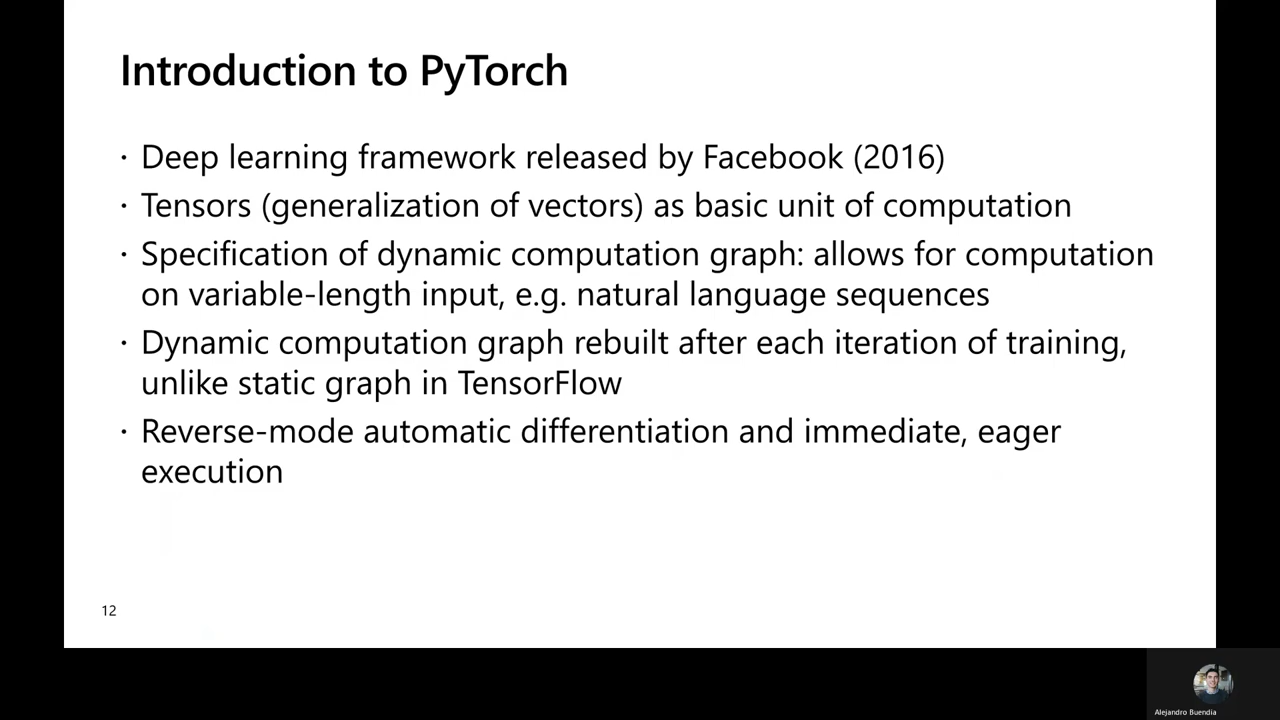 Introduction to PyTorch
· Deep learning framework released by Facebook (2016)
· Tensors (generalization of vectors) as basic unit of computation
· Specification of dynamic computation graph: allows for computation
on variable-length input, e.g. natural language sequences
· Dynamic computation graph rebuilt after each iteration of training,
unlike static graph in TensorFlow
· Reverse-mode automatic differentiation and immediate, eager
execution
12
Alejandro Buendia